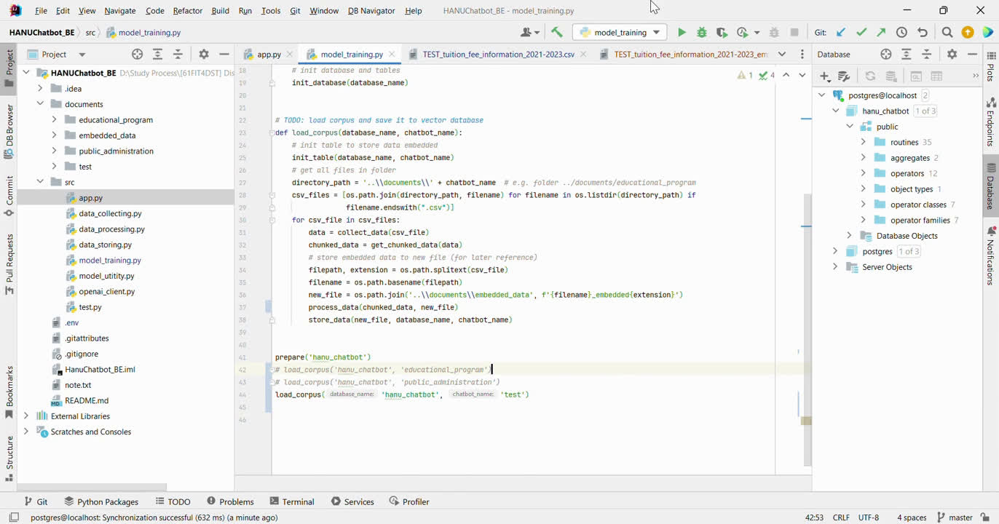 File Edit View Navigate Code Refactor Build Run Tools Git Window DB Navigator Help HANUChatbot_BE - model_training.py
HANUChatbot_BE src model_training.py model_training Git:
Project
DB Browser
Commit
Pull Requests
Bookmarks
Structure
Project
HANUChatbot_BE D:\Study Process\[61FIT4DST] Dis
.idea
documents
educational_program
embedded_data
public_administration
test
src
app.py
data_collecting.py
data_processing.py
data_storing.py
model_training.py
model_utitity.py
openai_client.py
test.py
.env
.gitattributes
.gitignore
HanuChatbot_BE.iml
note.txt
README.md
External Libraries
Scratches and Consoles
app.py model_training.py TEST_tuition_fee_information_2021-2023.csv TEST_tuition_fee_information_2021-2023_em
1 4
18 # init database and tables
19 init_database(database_name)
20
21
22 # TODO: load corpus and save it to vector database
23 def load_corpus(database_name, chatbot_name):
24 # init table to store data embedded
25 init_table(database_name, chatbot_name)
26 # get all files in folder
27 directory_path = '..\\documents\\' + chatbot_name # e.g. folder ../documents/educational_program
28 csv_files = [os.path.join(directory_path, filename) for filename in os.listdir(directory_path) if
29 filename.endswith(".csv")]
30 for csv_file in csv_files:
31 data = collect_data(csv_file)
32 chunked_data = get_chunked_data(data)
33 # store embedded data to new file (for later reference)
34 filepath, extension = os.path.splitext(csv_file)
35 filename = os.path.basename(filepath)
36 new_file = os.path.join('..\\documents\\embedded_data', f'{filename}_embedded{extension}')
37 process_data(chunked_data, new_file)
38 store_data(new_file, database_name, chatbot_name)
39
40
41 prepare('hanu_chatbot')
42 # load_corpus('hanu_chatbot', 'educational_program')
43 # load_corpus('hanu_chatbot', 'public_administration')
44 load_corpus( database_name: 'hanu_chatbot', chatbot_name: 'test')
45
46
Database
postgres@localhost 2
hanu_chatbot 1 of 3
public
routines 35
aggregates 2
operators 12
object types 1
operator classes 7
operator families 7
Database Objects
postgres 1 of 3
Server Objects
Plots
Endpoints
Database
Notifications
Git Python Packages TODO Problems Terminal Services Profiler
postgres@localhost: Synchronization successful (632 ms) (a minute ago) 42:53 CRLF UTF-8 4 spaces master